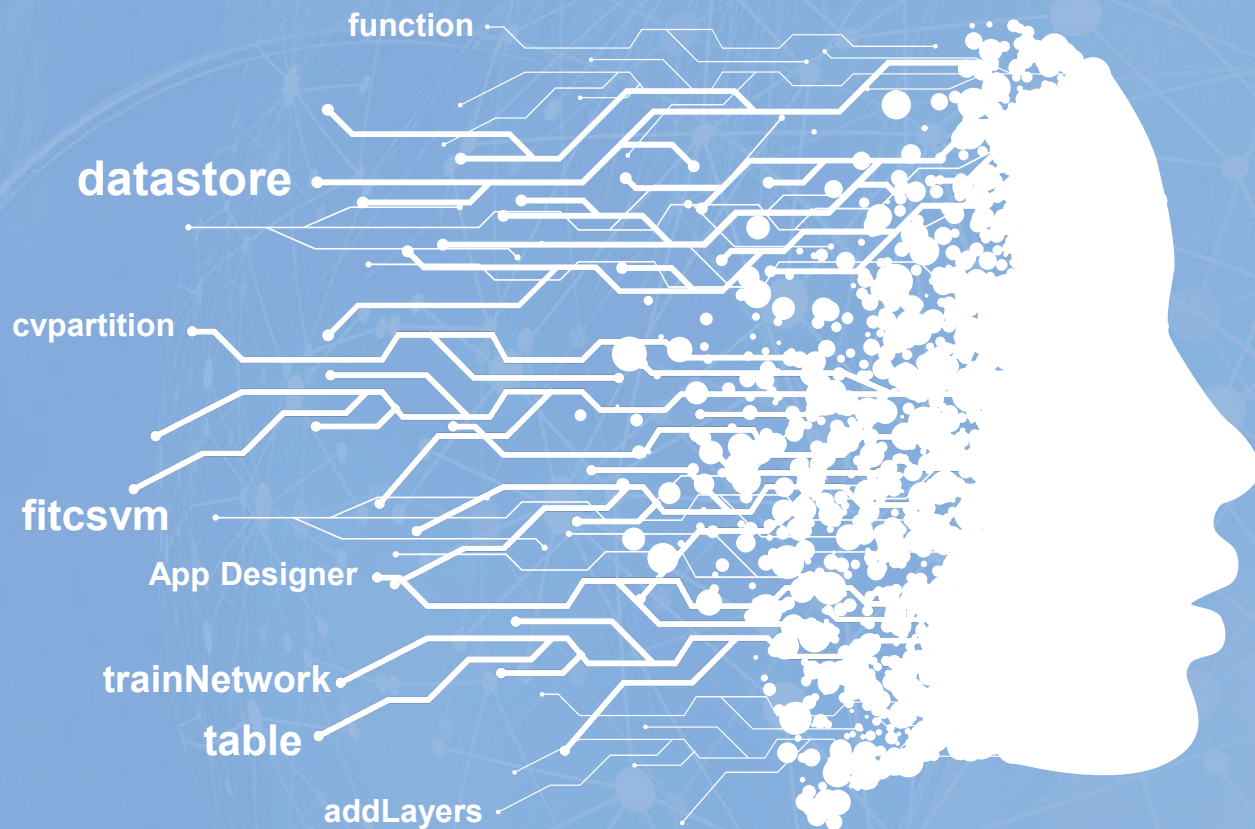 function
datastore
cvpartition
fitcsvm
App Designer
trainNetwork
table
addLayers